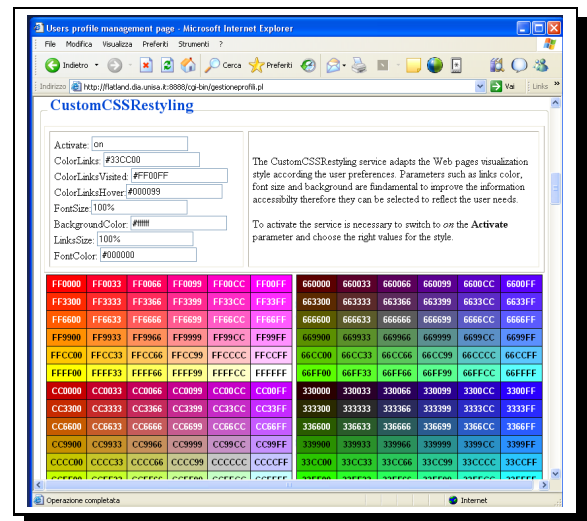 Users profile management page - Microsoft Internet Explorer
File Modifica Visualizza Preferiti Strumenti ?
Indietro Cerca Preferiti
Indirizzo http://flatland.dia.unisa.it:8888/cgi-bin/gestioneprofili.pl Vai Links »
CustomCSSRestyling
Activate: on
ColorLinks: #33CC00
ColorLinksVisited: #FF00FF
ColorLinksHover: #000099
FontSize: 100%
BackgroundColor: #ffffff
LinksSize: 100%
FontColor: #000000
The CustomCSSRestyling service adapts the Web pages visualization
style according the user preferences. Parameters such as links color,
font size and background are fundamental to improve the information
accessibilty therefore they can be selected to reflect the user needs.
To activate the service is necessary to switch to on the Activate
parameter and choose the right values for the style.
FF0000 FF0033 FF0066 FF0099 FF00CC FF00FF 660000 660033 660066 660099 6600CC 6600FF
FF3300 FF3333 FF3366 FF3399 FF33CC FF33FF 663300 663333 663366 663399 6633CC 6633FF
FF6600 FF6633 FF6666 FF6699 FF66CC FF66FF 666600 666633 666666 666699 6666CC 6666FF
FF9900 FF9933 FF9966 FF9999 FF99CC FF99FF 669900 669933 669966 669999 6699CC 6699FF
FFCC00 FFCC33 FFCC66 FFCC99 FFCCCC FFCCFF 66CC00 66CC33 66CC66 66CC99 66CCCC 66CCFF
FFFF00 FFFF33 FFFF66 FFFF99 FFFFCC FFFFFF 66FF00 66FF33 66FF66 66FF99 66FFCC 66FFFF
CC0000 CC0033 CC0066 CC0099 CC00CC CC00FF 330000 330033 330066 330099 3300CC 3300FF
CC3300 CC3333 CC3366 CC3399 CC33CC CC33FF 333300 333333 333366 333399 3333CC 3333FF
CC6600 CC6633 CC6666 CC6699 CC66CC CC66FF 336600 336633 336666 336699 3366CC 3366FF
CC9900 CC9933 CC9966 CC9999 CC99CC CC99FF 339900 339933 339966 339999 3399CC 3399FF
CCCC00 CCCC33 CCCC66 CCCC99 CCCCCC CCCCFF 33CC00 33CC33 33CC66 33CC99 33CCCC 33CCFF
Operazione completata Internet